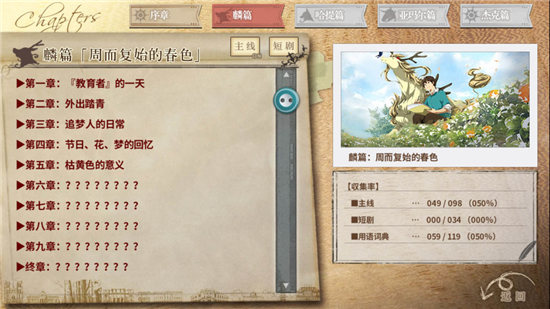 Chapters
序章
麟篇
哈提篇
亚玛尔篇
杰克篇
麟篇「周而复始的春色」
主线
短剧
▶第一章：『教育者』的一天
▶第二章：外出踏青
▶第三章：追梦人的日常
▶第四章：节日、花、梦的回忆
▶第五章：枯黄色的意义
▶第六章：？？？？？？？？
▶第七章：？？？？？？？？
▶第八章：？？？？？？？？
▶第九章：？？？？？？？？
▶终章：？？？？？？？？
麟篇：周而复始的春色
【收集率】
■主线 … 049 / 098（050%）
■短剧 … 000 / 034（000%）
■用语词典 … 059 / 119（050%）
返回